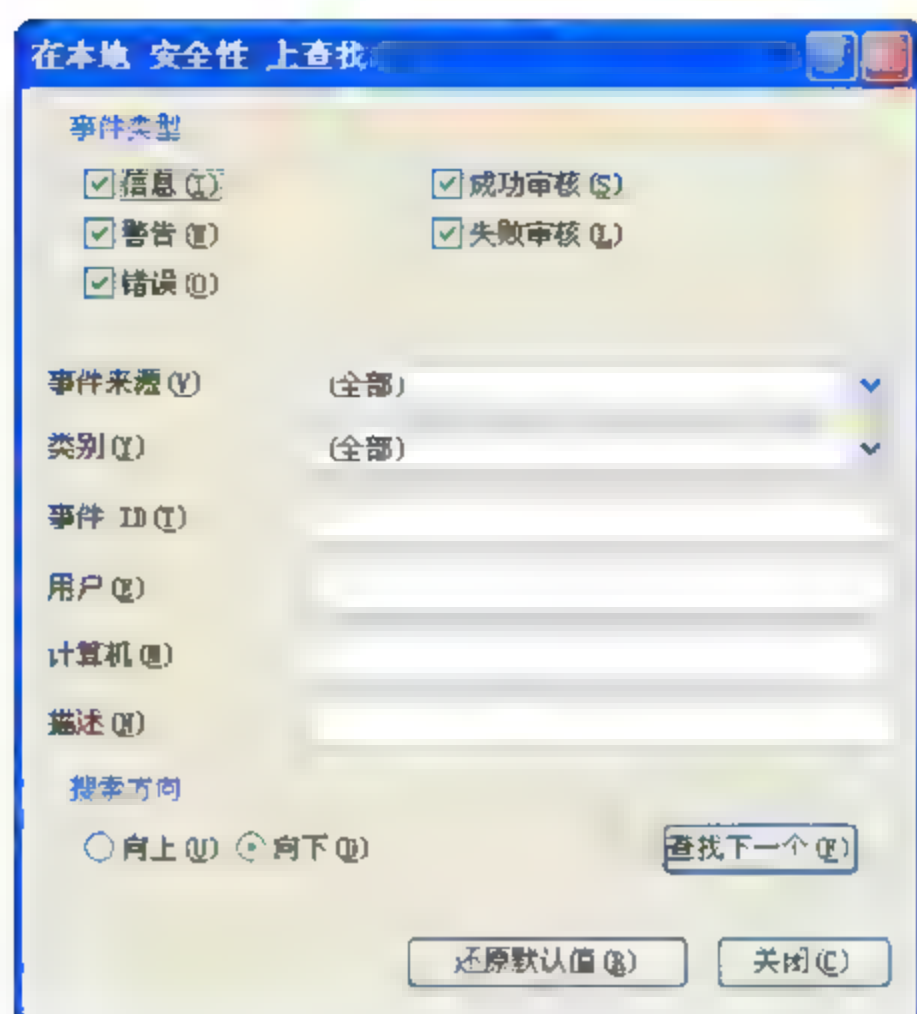 在本地 安全性 上查找
事件类型
信息(I) 成功审核(S)
警告(W) 失败审核(L)
错误(O)
事件来源(V) (全部)
类别(Y) (全部)
事件 ID(T)
用户(E)
计算机(M)
描述(N)
搜索方向
向上(U) 向下(D) 查找下一个(F)
还原默认值(R) 关闭(C)